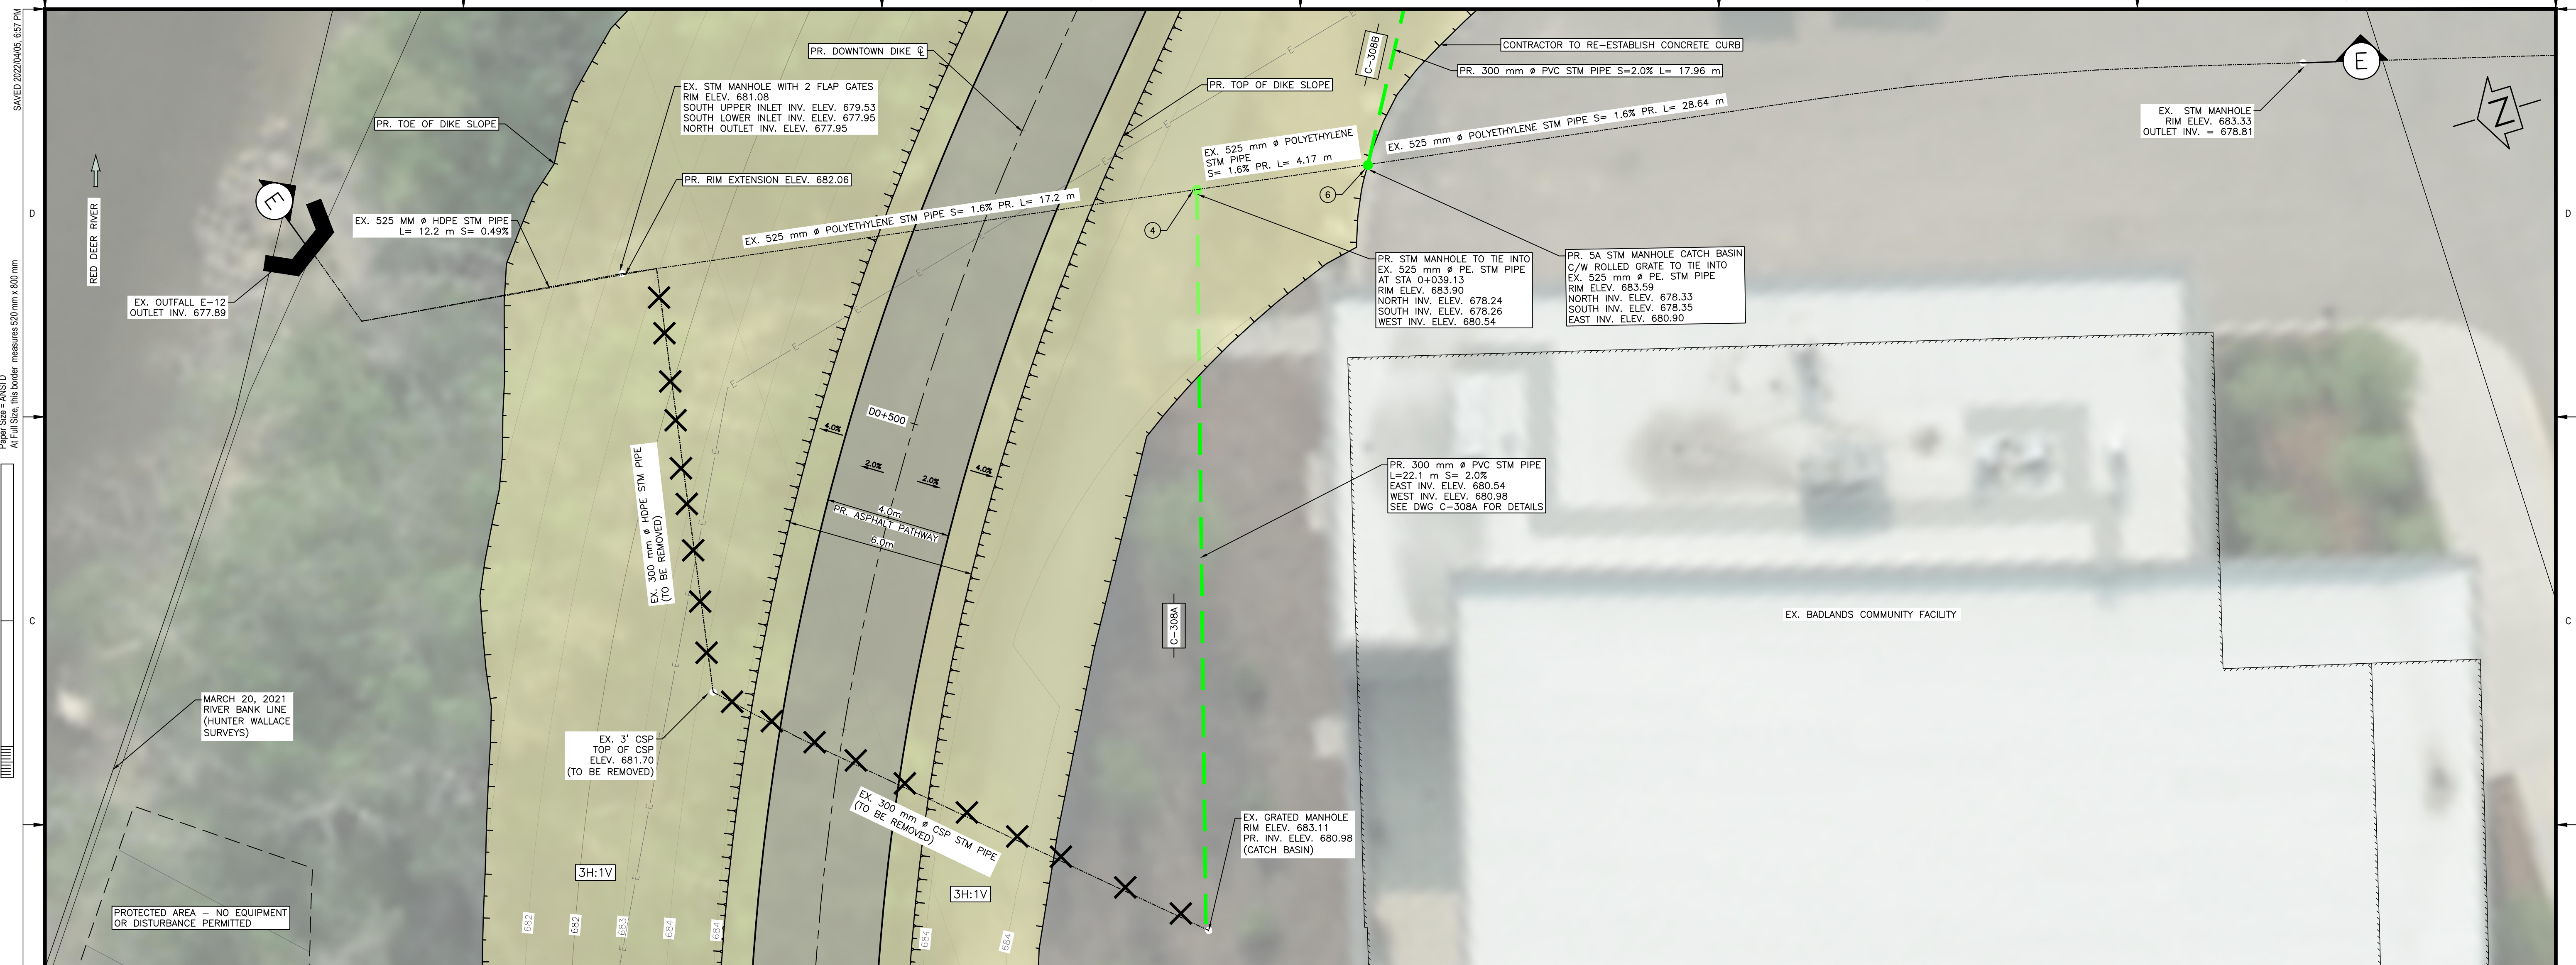 SAVED 2022/04/05, 6:57 PM
Paper Size = ANSI D
At Full Size, this border measures 520 mm x 800 mm
D
C
D
C
RED DEER RIVER
E
EX. OUTFALL E-12
OUTLET INV. 677.89
PR. TOE OF DIKE SLOPE
EX. 525 MM ø HDPE STM PIPE
L= 12.2 m S= 0.49%
MARCH 20, 2021
RIVER BANK LINE
(HUNTER WALLACE
SURVEYS)
PROTECTED AREA – NO EQUIPMENT
OR DISTURBANCE PERMITTED
PR. DOWNTOWN DIKE ℄
EX. STM MANHOLE WITH 2 FLAP GATES
RIM ELEV. 681.08
SOUTH UPPER INLET INV. ELEV. 679.53
SOUTH LOWER INLET INV. ELEV. 677.95
NORTH OUTLET INV. ELEV. 677.95
PR. RIM EXTENSION ELEV. 682.06
EX. 525 mm ø POLYETHYLENE STM PIPE S= 1.6% PR. L= 17.2 m
PR. TOP OF DIKE SLOPE
EX. 525 mm ø POLYETHYLENE
STM PIPE
S= 1.6% PR. L= 4.17 m
4
6
C-308B
CONTRACTOR TO RE-ESTABLISH CONCRETE CURB
PR. 300 mm ø PVC STM PIPE S=2.0% L= 17.96 m
EX. 525 mm ø POLYETHYLENE STM PIPE S= 1.6% PR. L= 28.64 m
EX. STM MANHOLE
RIM ELEV. 683.33
OUTLET INV. = 678.81
E
N
PR. STM MANHOLE TO TIE INTO
EX. 525 mm ø PE. STM PIPE
AT STA 0+039.13
RIM ELEV. 683.90
NORTH INV. ELEV. 678.24
SOUTH INV. ELEV. 678.26
WEST INV. ELEV. 680.54
PR. 5A STM MANHOLE CATCH BASIN
C/W ROLLED GRATE TO TIE INTO
EX. 525 mm ø PE. STM PIPE
RIM ELEV. 683.59
NORTH INV. ELEV. 678.33
SOUTH INV. ELEV. 678.35
EAST INV. ELEV. 680.90
D0+500
4.0%
2.0%
2.0%
4.0%
4.0m
PR. ASPHALT PATHWAY
6.0m
EX. 300 mm ø HDPE STM PIPE
(TO BE REMOVED)
PR. 300 mm ø PVC STM PIPE
L=22.1 m S= 2.0%
EAST INV. ELEV. 680.54
WEST INV. ELEV. 680.98
SEE DWG C-308A FOR DETAILS
C-308A
EX. BADLANDS COMMUNITY FACILITY
EX. 3' CSP
TOP OF CSP
ELEV. 681.70
(TO BE REMOVED)
EX. 300 mm ø CSP STM PIPE
(TO BE REMOVED)
EX. GRATED MANHOLE
RIM ELEV. 683.11
PR. INV. ELEV. 680.98
(CATCH BASIN)
3H:1V
3H:1V
682
682
683
684
684
684
684
E
E
E
E
E
E
E
E
E
E
E
E
E